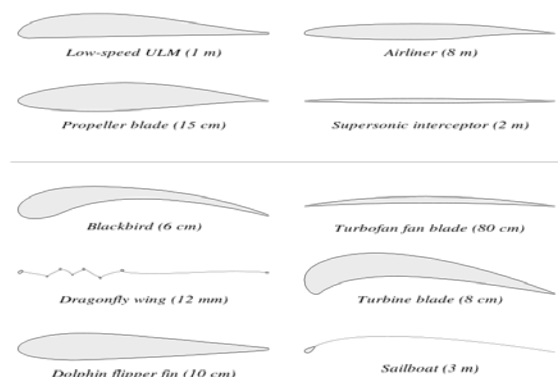 Low-speed ULM (1 m)
Airliner (8 m)
Propeller blade (15 cm)
Supersonic interceptor (2 m)
Blackbird (6 cm)
Turbofan fan blade (80 cm)
Dragonfly wing (12 mm)
Turbine blade (8 cm)
Dolphin flipper fin (10 cm)
Sailboat (3 m)